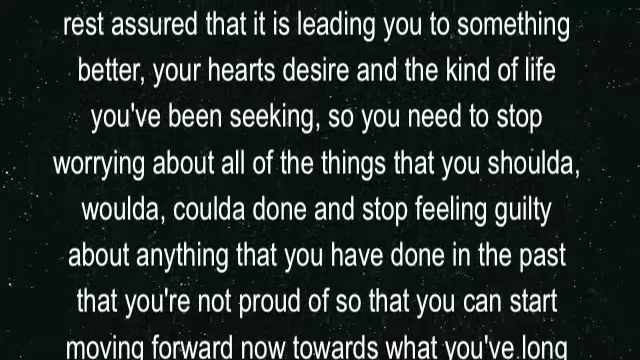 rest assured that it is leading you to something
better, your hearts desire and the kind of life
you've been seeking, so you need to stop
worrying about all of the things that you shoulda,
woulda, coulda done and stop feeling guilty
about anything that you have done in the past
that you're not proud of so that you can start
moving forward now towards what you've long